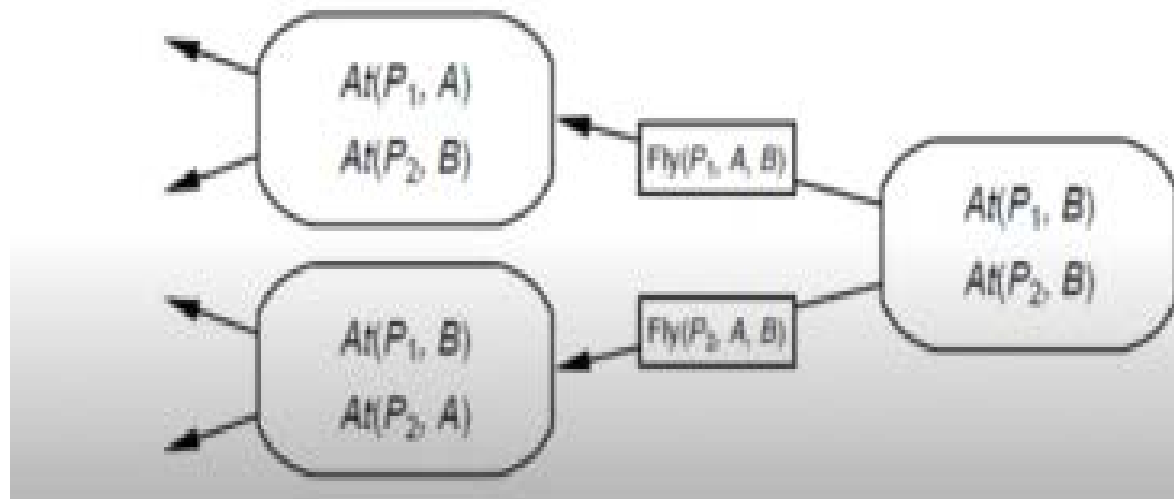 At(P₁, A)
At(P₂, B)
Fly(P₁, A, B)
At(P₁, B)
At(P₂, B)
Fly(P₂, A, B)
At(P₁, B)
At(P₂, A)